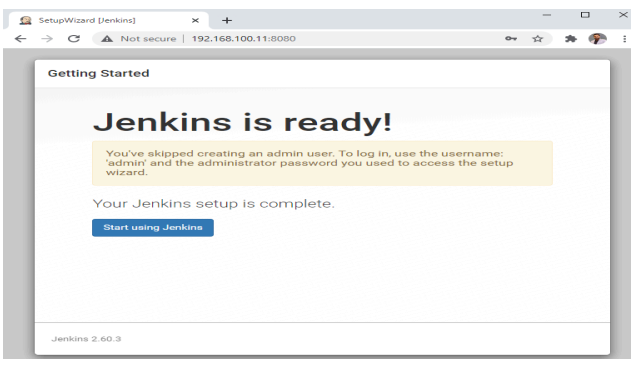 SetupWizard [Jenkins]
Not secure | 192.168.100.11:8080
Getting Started
Jenkins is ready!
You've skipped creating an admin user. To log in, use the username:
'admin' and the administrator password you used to access the setup
wizard.
Your Jenkins setup is complete.
Start using Jenkins
Jenkins 2.60.3